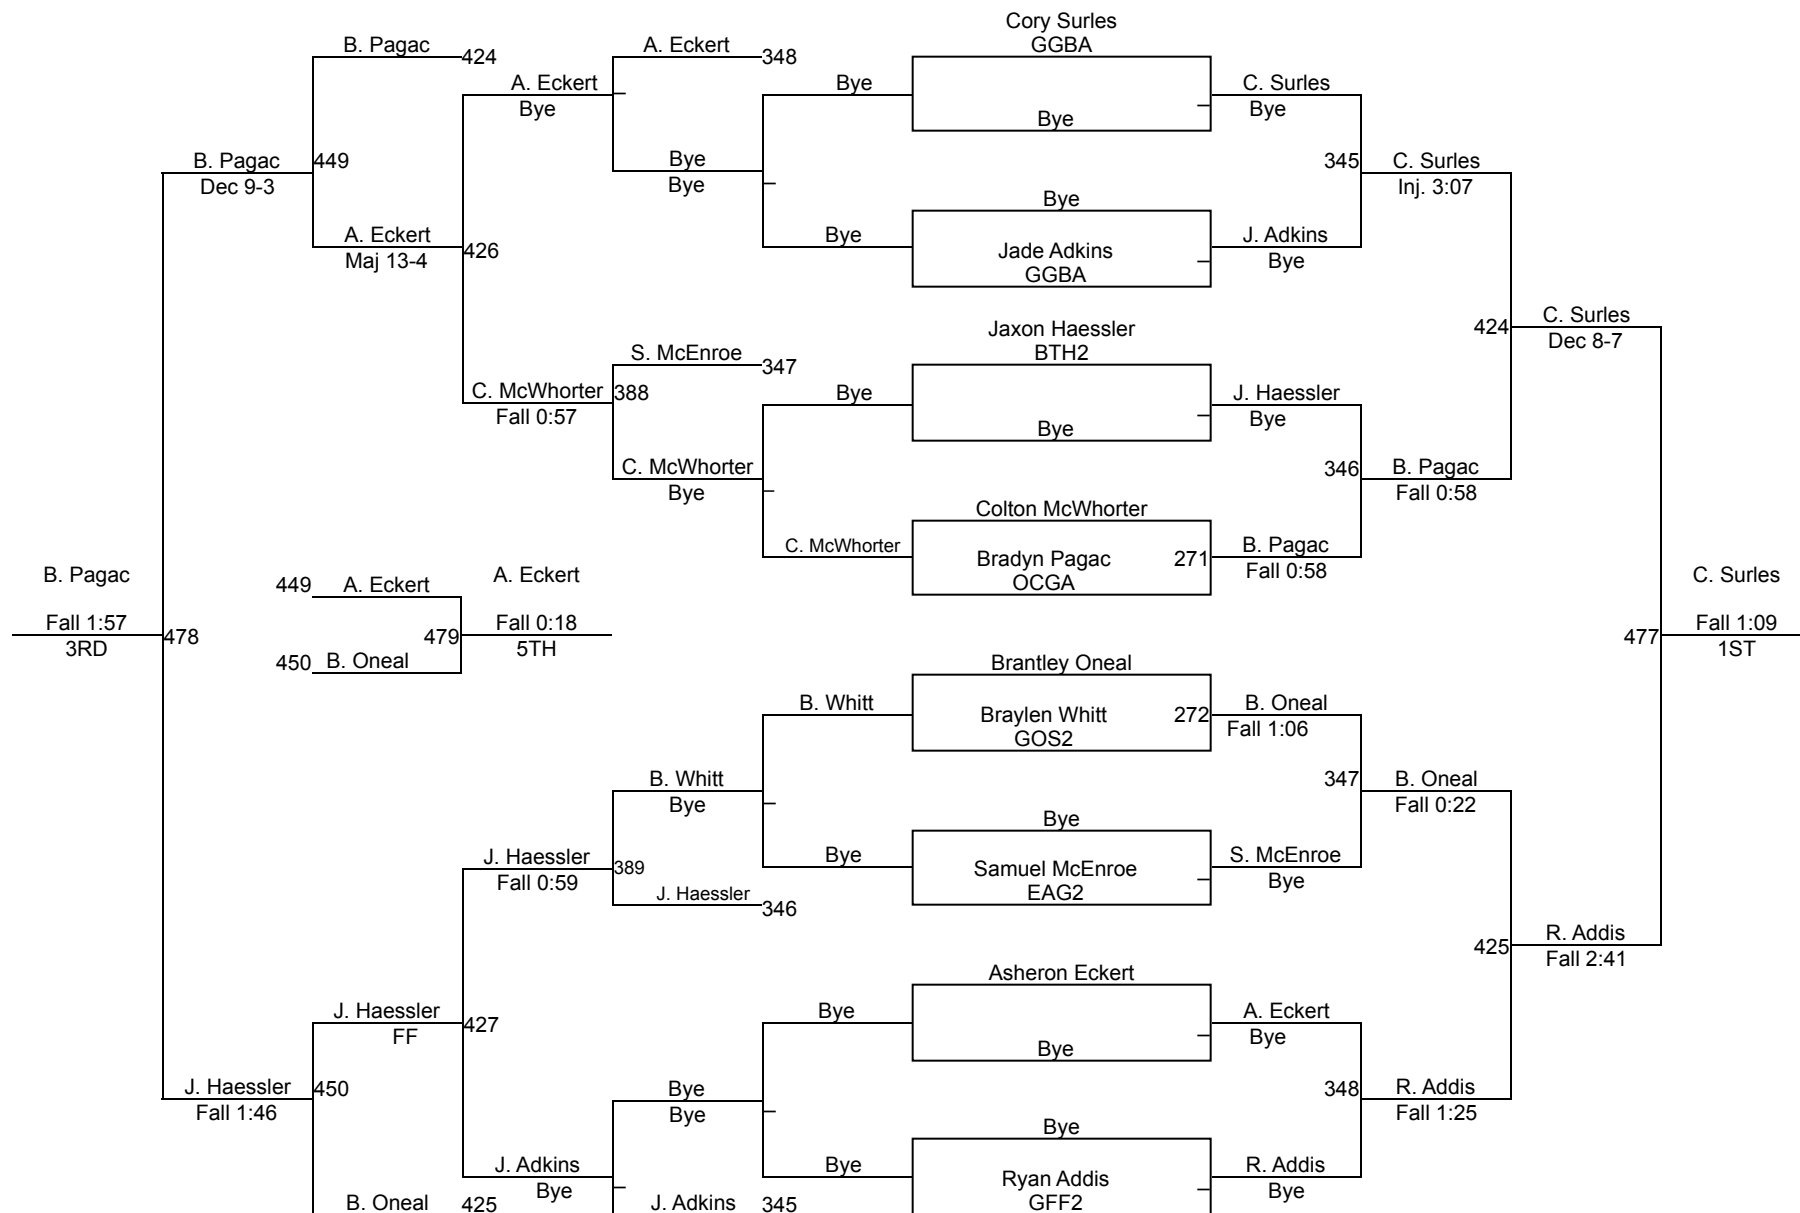 Cory Surles
B. Pagac
424
A. Eckert
348
GGBA
A. Eckert
Bye
C. Surles
Bye
Bye
Bye
B. Pagac
449
Bye
345
C. Surles
Dec 9-3
Bye
Inj. 3:07
Bye
A. Eckert
426
Bye
Jade Adkins
J. Adkins
Maj 13-4
GGBA
Bye
Jaxon Haessler
424
C. Surles
S. McEnroe
347
BTH2
Dec 8-7
C. McWhorter
388
Bye
J. Haessler
Fall 0:57
Bye
Bye
C. McWhorter
346
B. Pagac
Bye
Fall 0:58
Colton McWhorter
C. McWhorter
Bradyn Pagac
271
B. Pagac
OCGA
Fall 0:58
B. Pagac
449
A. Eckert
A. Eckert
C. Surles
Fall 1:57
478
479
Fall 0:18
477
Fall 1:09
3RD
5TH
1ST
450
B. Oneal
Brantley Oneal
B. Whitt
Braylen Whitt
272
B. Oneal
GOS2
Fall 1:06
B. Whitt
347
B. Oneal
Bye
Fall 0:22
Bye
J. Haessler
389
Bye
Samuel McEnroe
S. McEnroe
Fall 0:59
EAG2
Bye
J. Haessler
346
425
R. Addis
Fall 2:41
Asheron Eckert
J. Haessler
427
Bye
A. Eckert
FF
Bye
Bye
J. Haessler
450
Bye
348
R. Addis
Fall 1:46
Bye
Fall 1:25
Bye
J. Adkins
Bye
Ryan Addis
R. Addis
Bye
Bye
B. Oneal
425
J. Adkins
345
GFF2